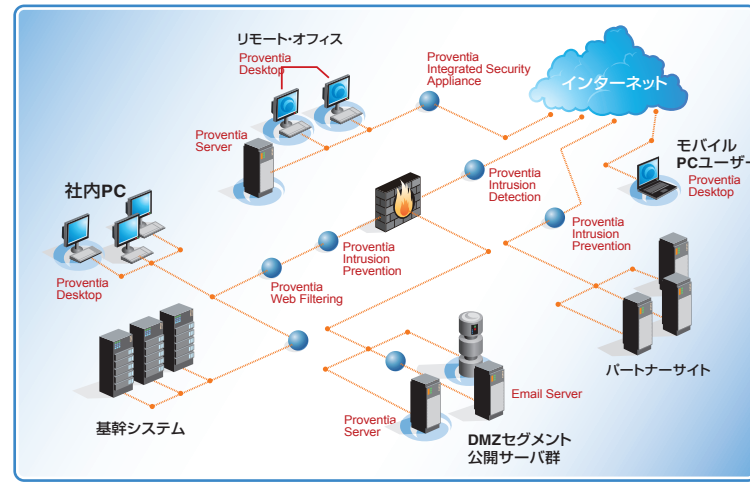 リモート・オフィス
Proventia
Desktop
Proventia
Integrated Security
Appliance
インターネット
Proventia
Server
モバイル
PCユーザー
Proventia
Desktop
社内PC
Proventia
Intrusion
Detection
Proventia
Intrusion
Prevention
Proventia
Intrusion
Prevention
Proventia
Desktop
Proventia
Web Filtering
パートナーサイト
Email Server
基幹システム
Proventia
Server
DMZセグメント
公開サーバ群